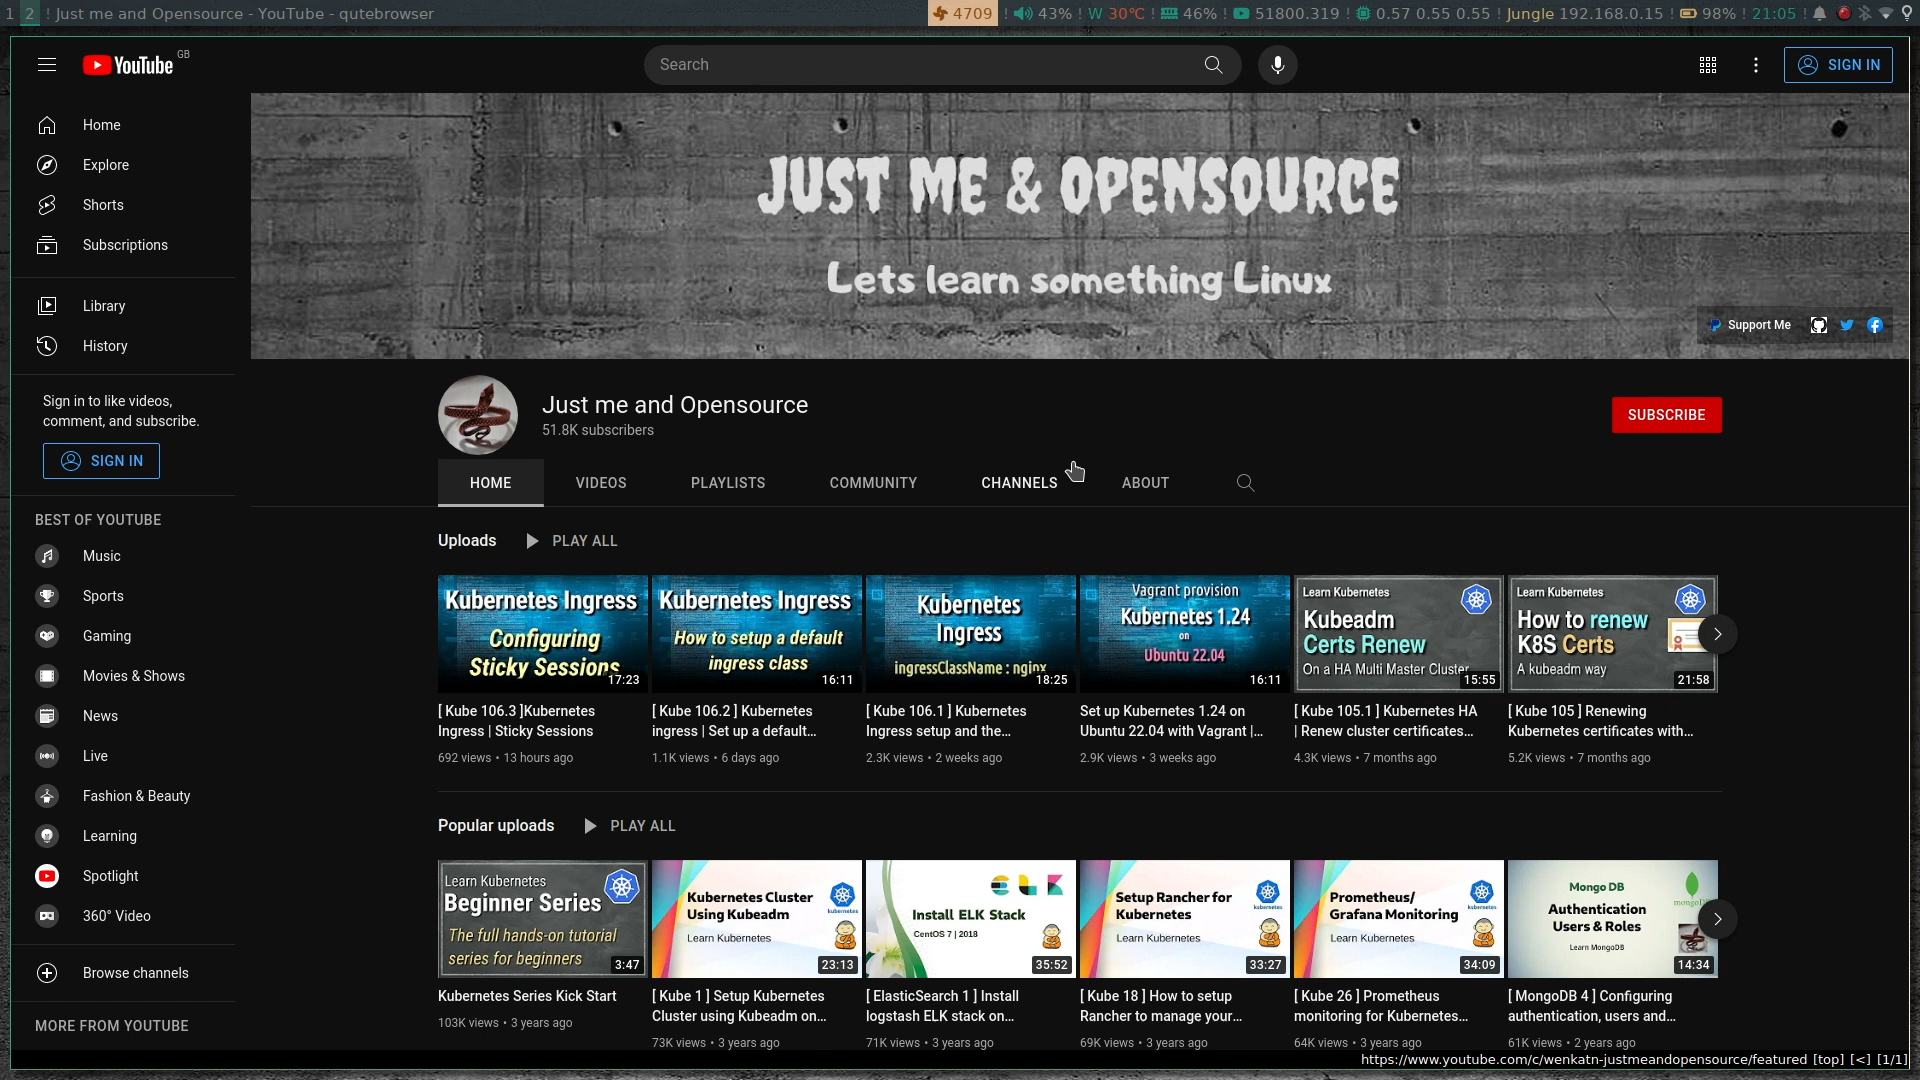 1 2 ! Just me and Opensource - YouTube - qutebrowser
4709 ! 43% ! W 30°C ! 46% ! 51800.319 ! 0.57 0.55 0.55 ! Jungle 192.168.0.15 ! 98% ! 21:05 !
YouTube GB
Search
SIGN IN
Home
Explore
Shorts
Subscriptions
Library
History
Sign in to like videos,
comment, and subscribe.
SIGN IN
BEST OF YOUTUBE
Music
Sports
Gaming
Movies & Shows
News
Live
Fashion & Beauty
Learning
Spotlight
360° Video
Browse channels
MORE FROM YOUTUBE
JUST ME & OPENSOURCE
Lets learn something Linux
Support Me
Just me and Opensource
51.8K subscribers
SUBSCRIBE
HOME VIDEOS PLAYLISTS COMMUNITY CHANNELS ABOUT
Uploads PLAY ALL
Kubernetes Ingress
Configuring
Sticky Sessions
17:23
[ Kube 106.3 ]Kubernetes
Ingress | Sticky Sessions
692 views • 13 hours ago
Kubernetes Ingress
How to setup a default
ingress class
16:11
[ Kube 106.2 ] Kubernetes
ingress | Set up a default...
1.1K views • 6 days ago
Kubernetes
Ingress
ingressClassName : nginx
18:25
[ Kube 106.1 ] Kubernetes
Ingress setup and the...
2.3K views • 2 weeks ago
Vagrant provision
Kubernetes 1.24
on
Ubuntu 22.04
16:11
Set up Kubernetes 1.24 on
Ubuntu 22.04 with Vagrant |...
2.9K views • 3 weeks ago
Learn Kubernetes
Kubeadm
Certs Renew
On a HA Multi Master Cluster
15:55
[ Kube 105.1 ] Kubernetes HA
| Renew cluster certificates...
4.3K views • 7 months ago
Learn Kubernetes
How to renew
K8S Certs
A kubeadm way
21:58
[ Kube 105 ] Renewing
Kubernetes certificates with...
5.2K views • 7 months ago
Popular uploads PLAY ALL
Learn Kubernetes
Beginner Series
The full hands-on tutorial
series for beginners
3:47
Kubernetes Series Kick Start
103K views • 3 years ago
Kubernetes Cluster
Using Kubeadm
kubernetes
Learn Kubernetes
23:13
[ Kube 1 ] Setup Kubernetes
Cluster using Kubeadm on...
73K views • 3 years ago
Install ELK Stack
CentOS 7 | 2018
35:52
[ ElasticSearch 1 ] Install
logstash ELK stack on...
71K views • 3 years ago
Setup Rancher for
Kubernetes
kubernetes
Learn Kubernetes
33:27
[ Kube 18 ] How to setup
Rancher to manage your...
69K views • 3 years ago
Prometheus/
Grafana Monitoring
kubernetes
Learn Kubernetes
34:09
[ Kube 26 ] Prometheus
monitoring for Kubernetes...
64K views • 3 years ago
Mongo DB
mongoDB
Authentication
Users & Roles
Learn MongoDB
14:34
[ MongoDB 4 ] Configuring
authentication, users and...
61K views • 2 years ago
https://www.youtube.com/c/wenkatn-justmeandopensource/featured [top] [<] [1/1]